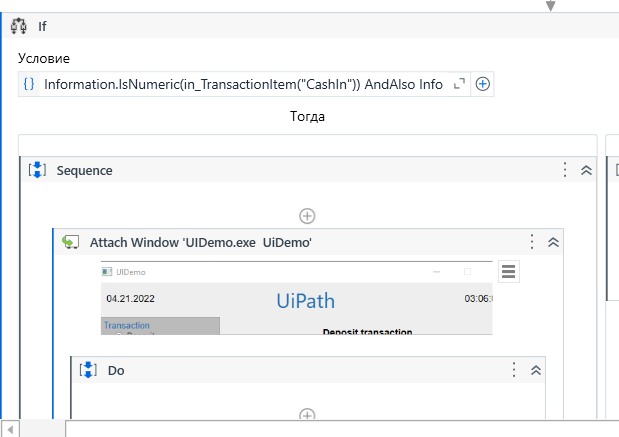 If
Условие
{} Information.IsNumeric(in_TransactionItem("CashIn")) AndAlso Info
Тогда
Sequence
Attach Window 'UIDemo.exe UiDemo'
UIDemo
04.21.2022 UiPath 03:06:
Transaction
Deposit transaction
Do